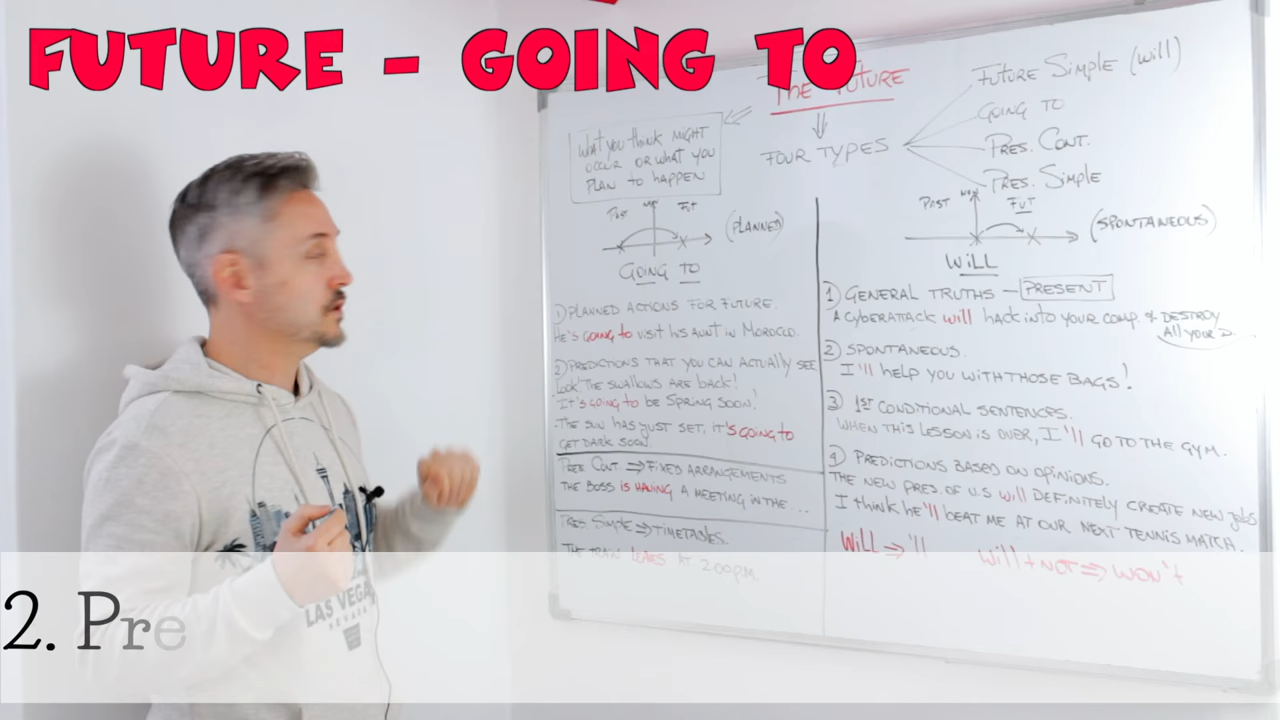 FUTURE - GOING TO
THE FUTURE
FOUR TYPES
FUTURE SIMPLE (will)
GOING TO
PRES. CONT.
PRES. SIMPLE
WHAT YOU THINK MIGHT
OCCUR OR WHAT YOU
PLAN TO HAPPEN
PAST NOW FUT
(PLANNED)
GOING TO
1) PLANNED ACTIONS FOR FUTURE.
HE'S GOING TO VISIT HIS AUNT IN MOROCCO.
2) PREDICTIONS THAT YOU CAN ACTUALLY SEE
LOOK! THE SWALLOWS ARE BACK!
IT'S GOING TO BE SPRING SOON!
- THE SUN HAS JUST SET, IT'S GOING TO
GET DARK SOON
PRES. CONT ⇒ FIXED ARRANGEMENTS
THE BOSS IS HAVING A MEETING IN THE ...
PRES. SIMPLE ⇒ TIMETABLES.
THE TRAIN LEAVES AT 2:00PM.
PAST NOW FUT
(SPONTANEOUS)
WILL
1) GENERAL TRUTHS — PRESENT
A CYBERATTACK will HACK INTO YOUR COMP. & DESTROY
All YOUR D.
2) SPONTANEOUS.
I'll HELP YOU WITH THOSE BAGS!
3) 1ST CONDITIONAL SENTENCES.
WHEN THIS LESSON IS OVER, I'll GO TO THE GYM.
4) PREDICTIONS BASED ON OPINIONS.
THE NEW PRES. OF U.S will DEFINITELY CREATE NEW JOBS
I THINK HE'll BEAT ME AT OUR NEXT TENNIS MATCH.
WILL ⇒ 'll Will + NOT ⇒ WON'T
LAS VEGA
NEVADA
2. Pre